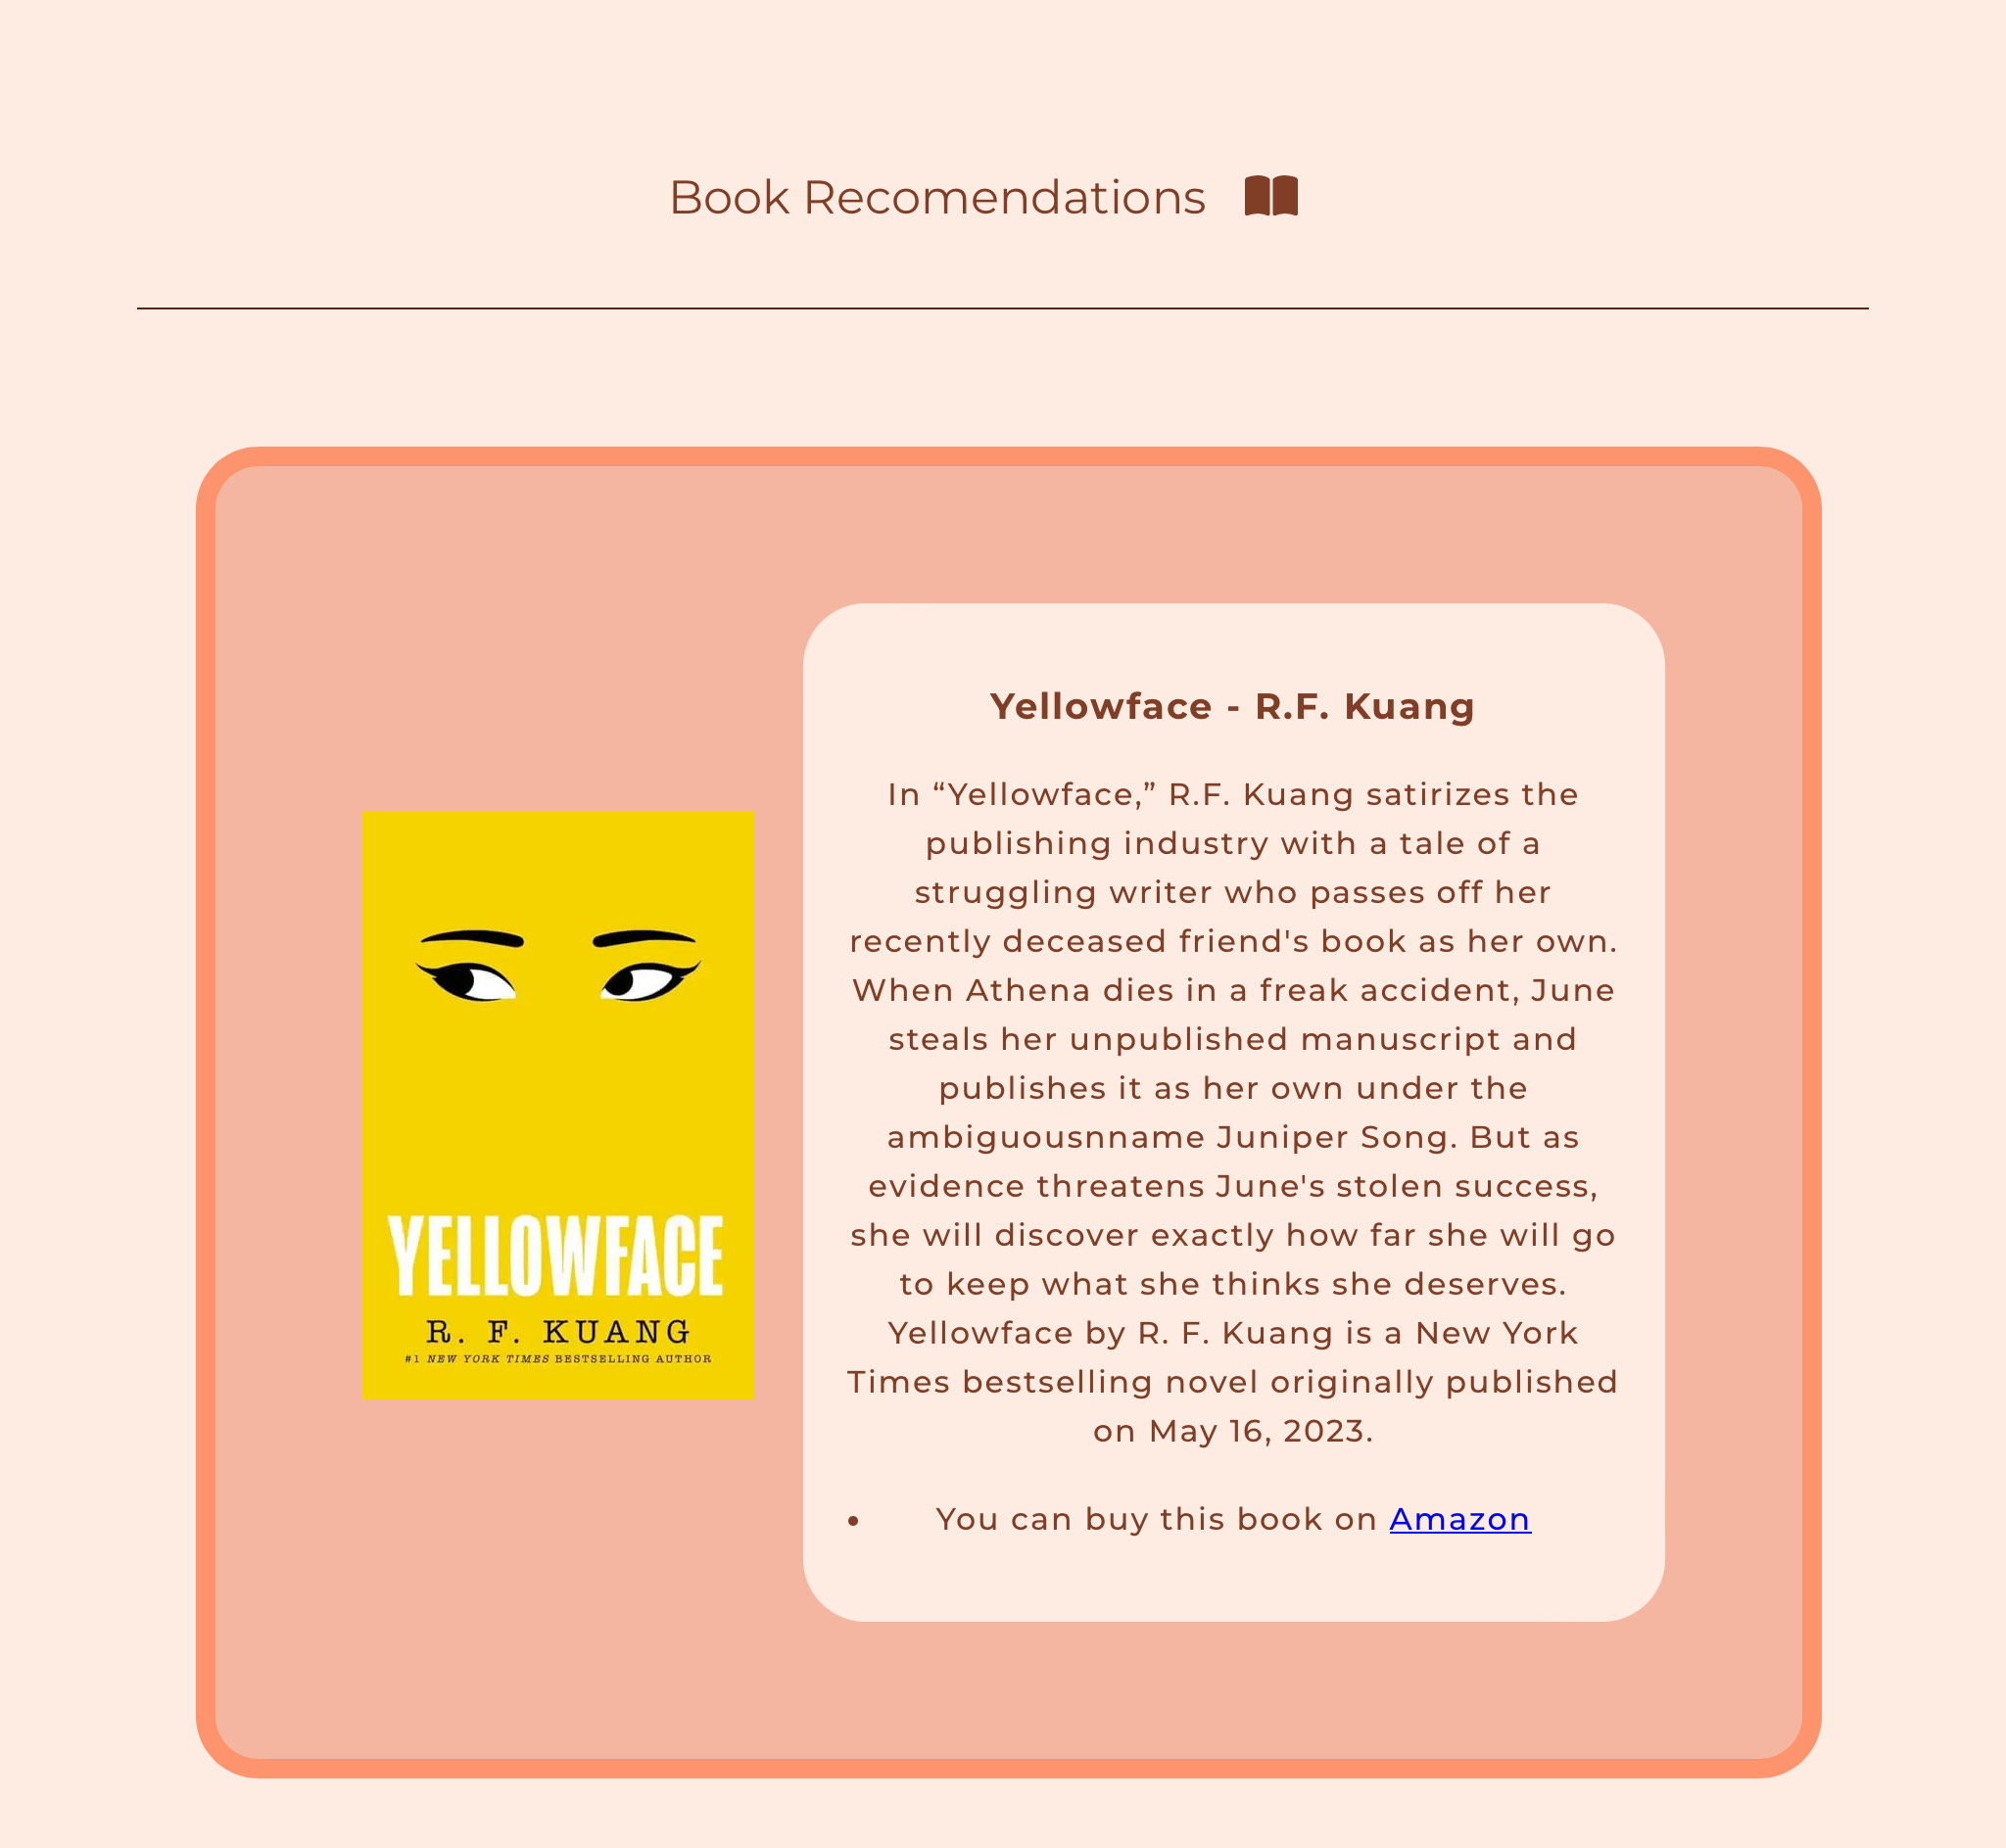 Book Recomendations
YELLOWFACE
R. F. KUANG
#1 NEW YORK TIMES BESTSELLING AUTHOR
Yellowface - R.F. Kuang
In “Yellowface,” R.F. Kuang satirizes the
publishing industry with a tale of a
struggling writer who passes off her
recently deceased friend's book as her own.
When Athena dies in a freak accident, June
steals her unpublished manuscript and
publishes it as her own under the
ambiguousnname Juniper Song. But as
evidence threatens June's stolen success,
she will discover exactly how far she will go
to keep what she thinks she deserves.
Yellowface by R. F. Kuang is a New York
Times bestselling novel originally published
on May 16, 2023.
• You can buy this book on Amazon